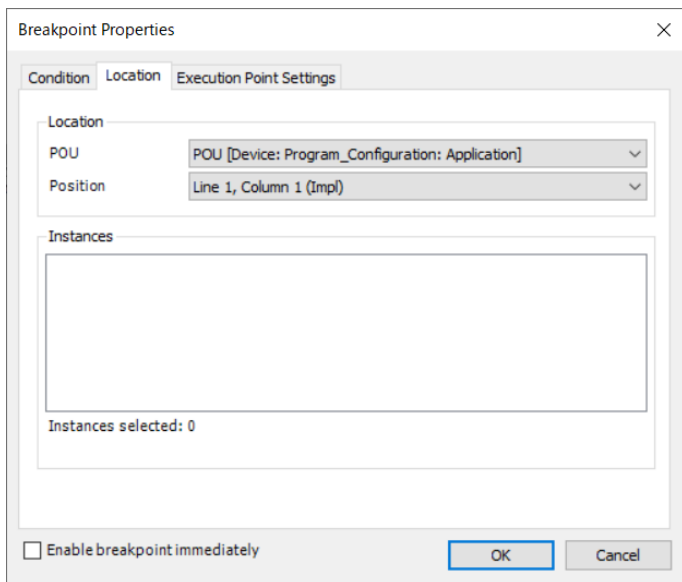 Breakpoint Properties
Condition Location Execution Point Settings
Location
POU POU [Device: Program_Configuration: Application]
Position Line 1, Column 1 (Impl)
Instances
Instances selected: 0
Enable breakpoint immediately OK Cancel